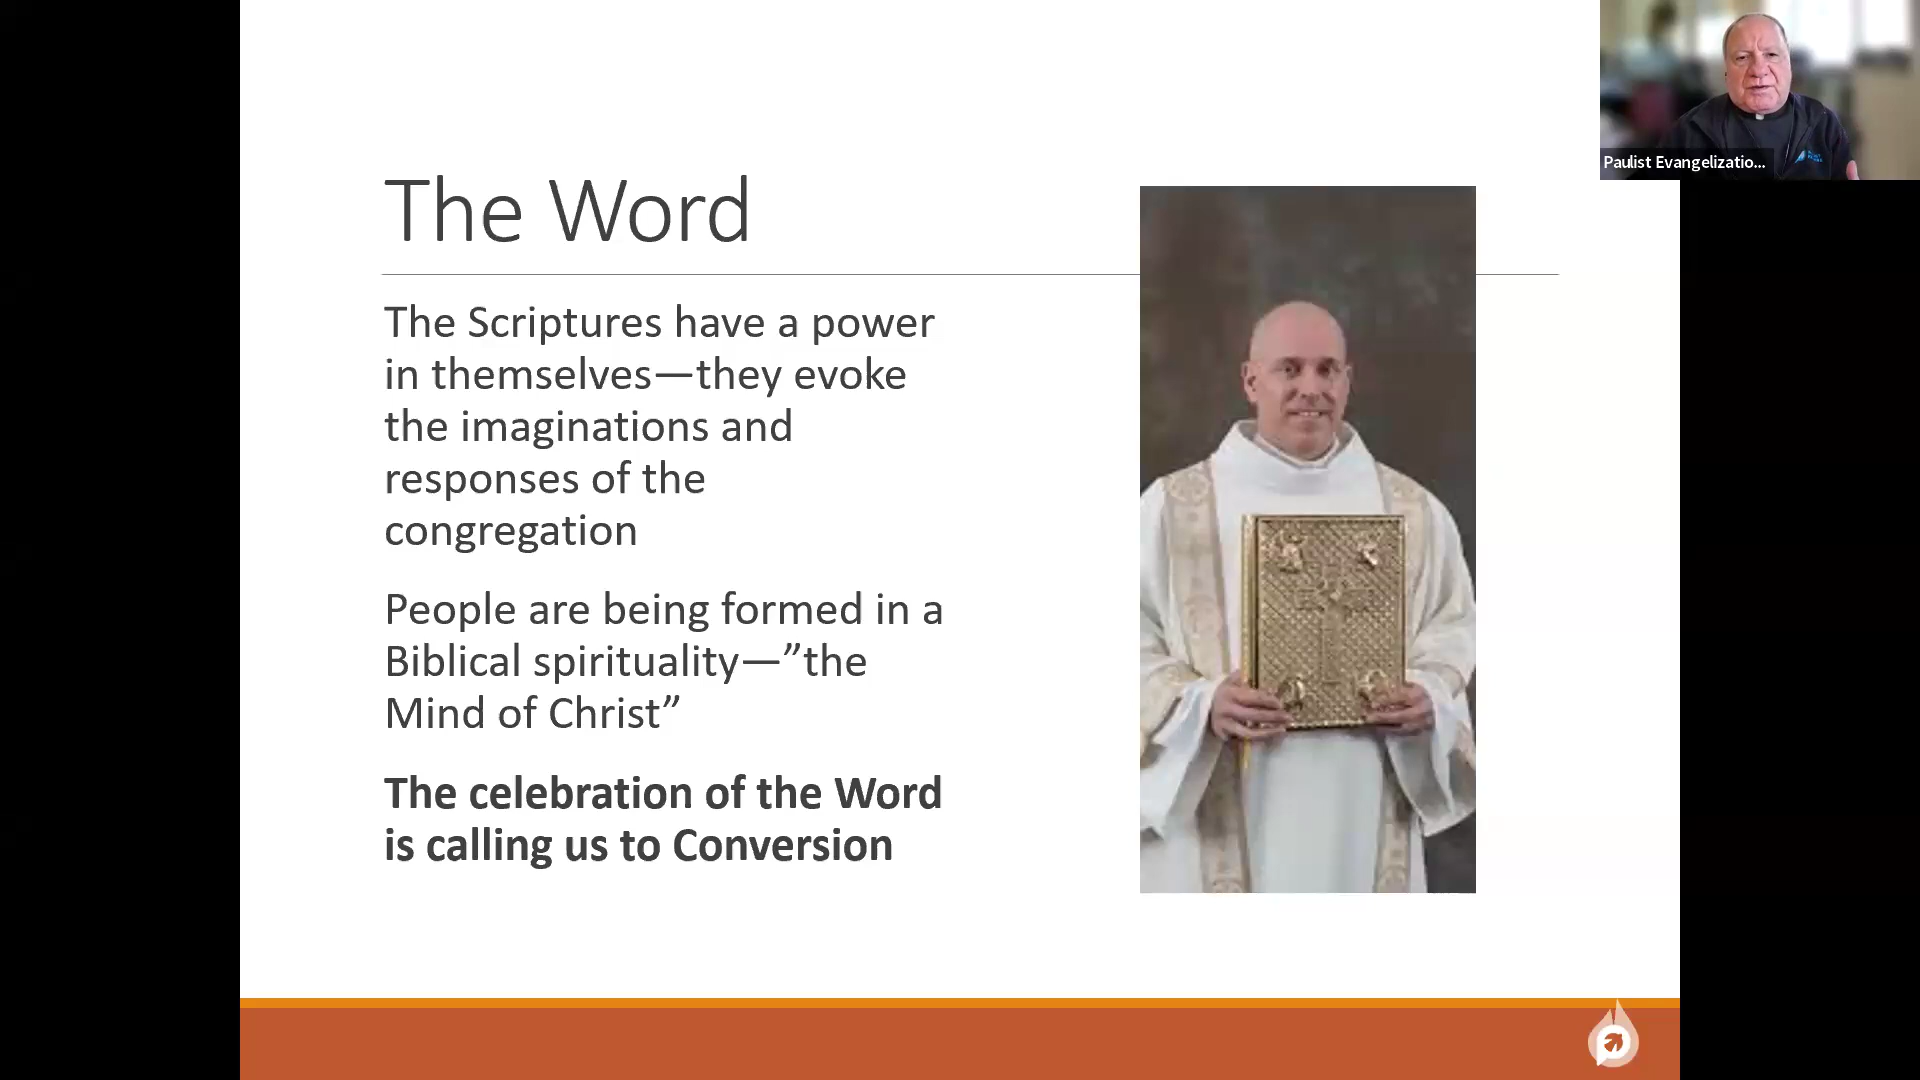 The Word
The Scriptures have a power
in themselves—they evoke
the imaginations and
responses of the
congregation
People are being formed in a
Biblical spirituality—”the
Mind of Christ”
The celebration of the Word
is calling us to Conversion
Paulist Evangelizatio...